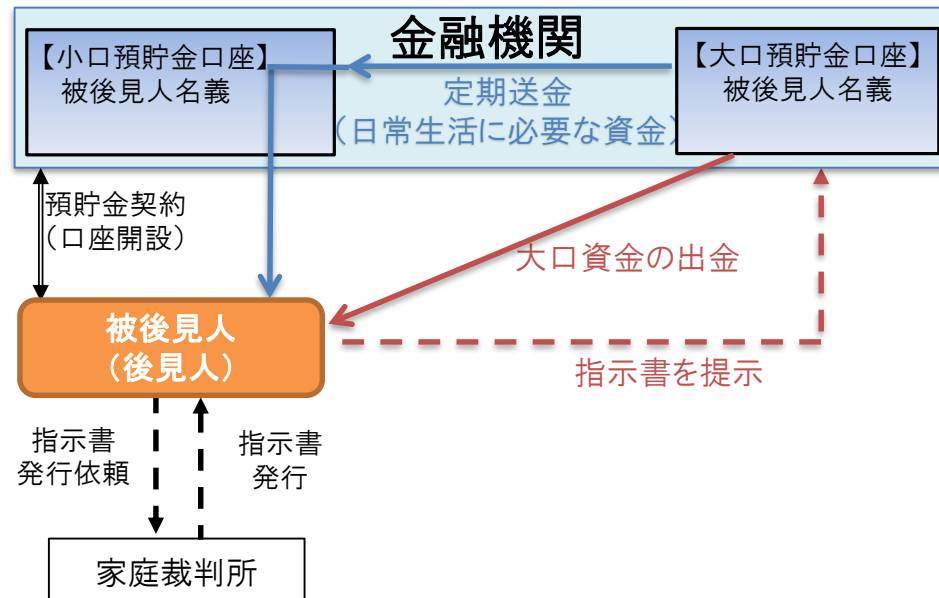 金融機関
【小口預貯金口座】
被後見人名義
【大口預貯金口座】
被後見人名義
定期送金
（日常生活に必要な資金）
預貯金契約
（口座開設）
大口資金の出金
被後見人
（後見人）
指示書を提示
指示書
発行依頼
指示書
発行
家庭裁判所